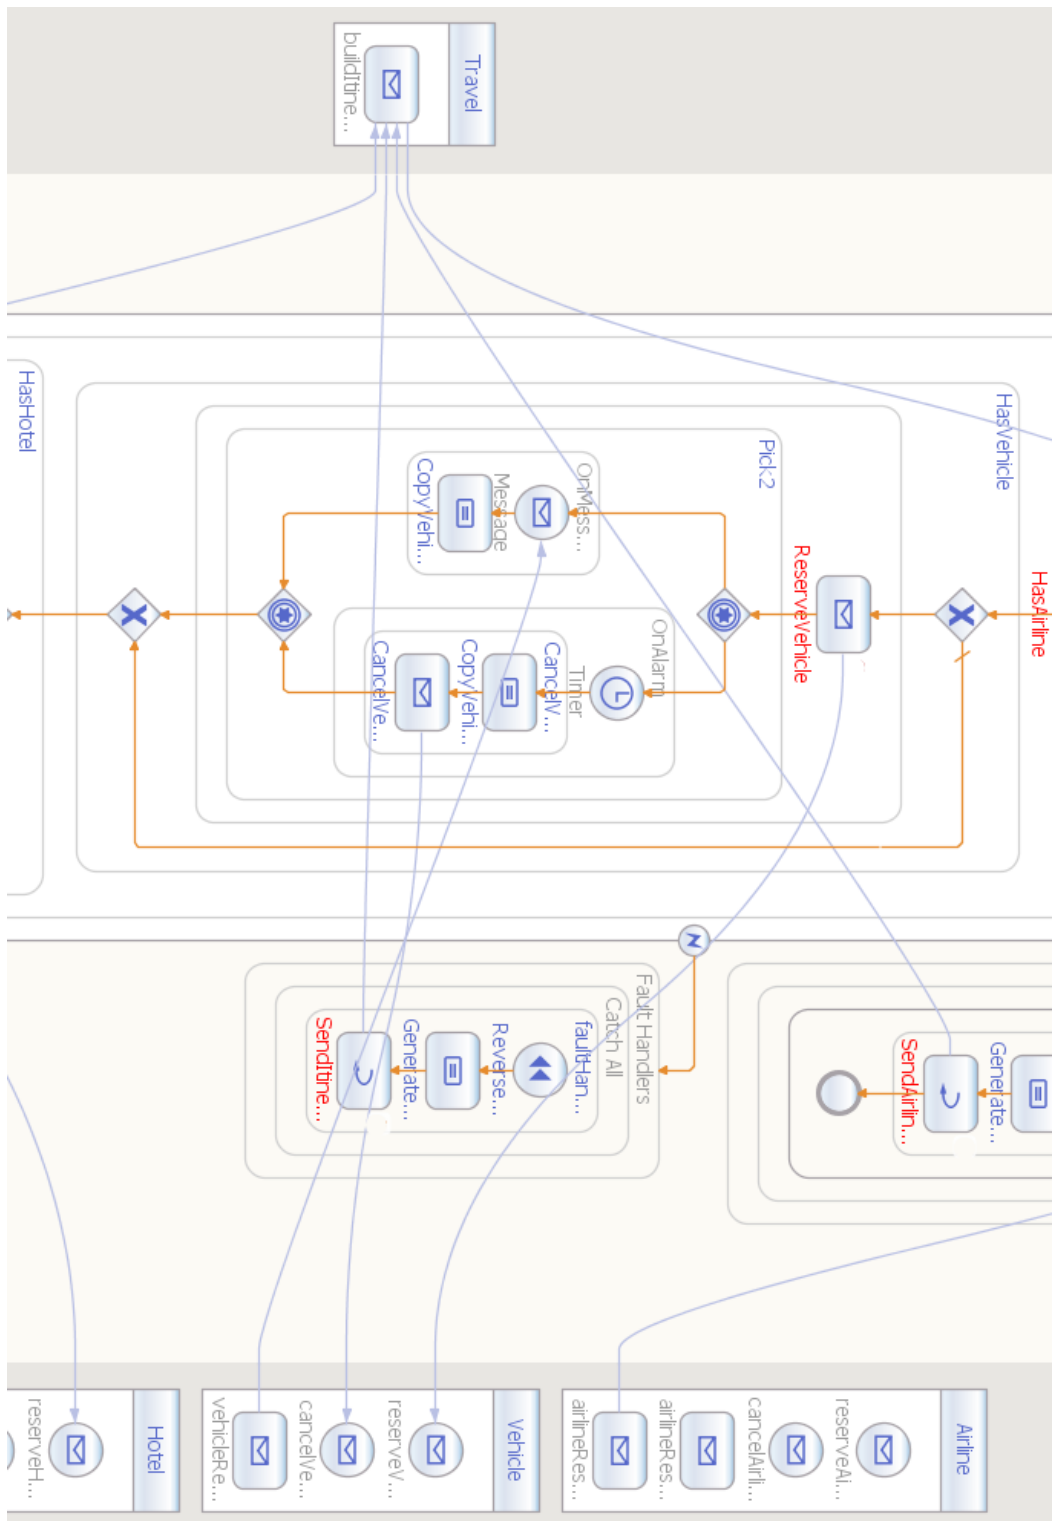 Travel
buildItine...
HasAirline
HasVehicle
ReserveVehicle
Pick2
OnMess...
Message
CopyVehi...
OnAlarm
Timer
CancelV...
CopyVehi...
CancelVe...
HasHotel
Fault Handlers
Catch All
faultHan...
Reverse...
Generate...
SendItine...
Generate...
SendAirlin...
Airline
reserveAi...
cancelAirli...
airlineRes...
airlineRes...
Vehicle
reserveV...
cancelVe...
vehicleRe...
Hotel
reserveH...